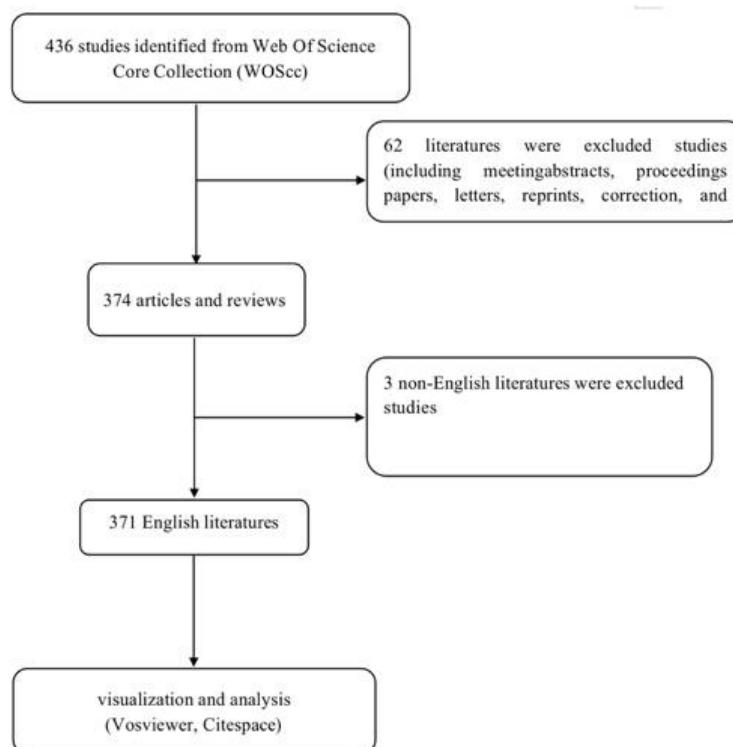 436 studies identified from Web Of Science
Core Collection (WOScc)
62 literatures were excluded studies
(including meetingabstracts, proceedings
papers, letters, reprints, correction, and
374 articles and reviews
3 non-English literatures were excluded
studies
371 English literatures
visualization and analysis
(Vosviewer, Citespace)